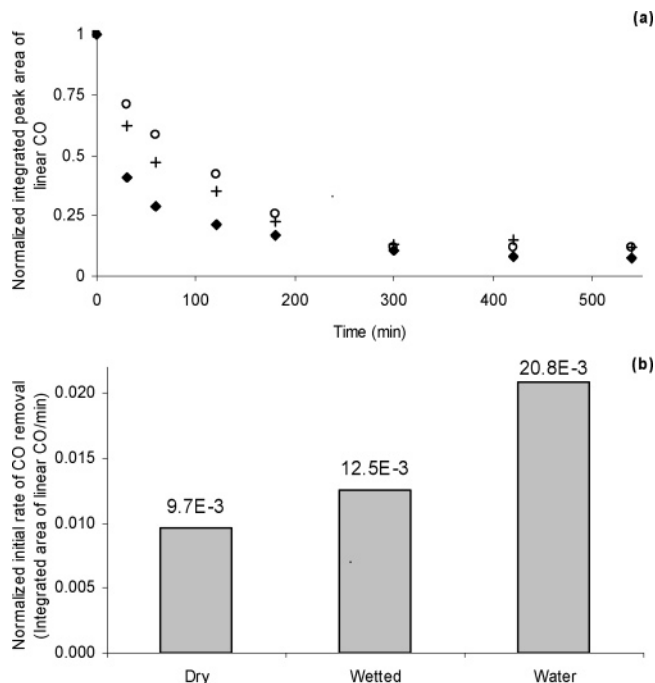 (a)
Normalized integrated peak area of
linear CO
1
0.75
0.5
0.25
0
0 100 200 300 400 500
Time (min)
(b)
Normalized initial rate of CO removal
(Integrated area of linear CO/min)
0.020
0.015
0.010
0.005
0.000
9.7E-3
12.5E-3
20.8E-3
Dry Wetted Water